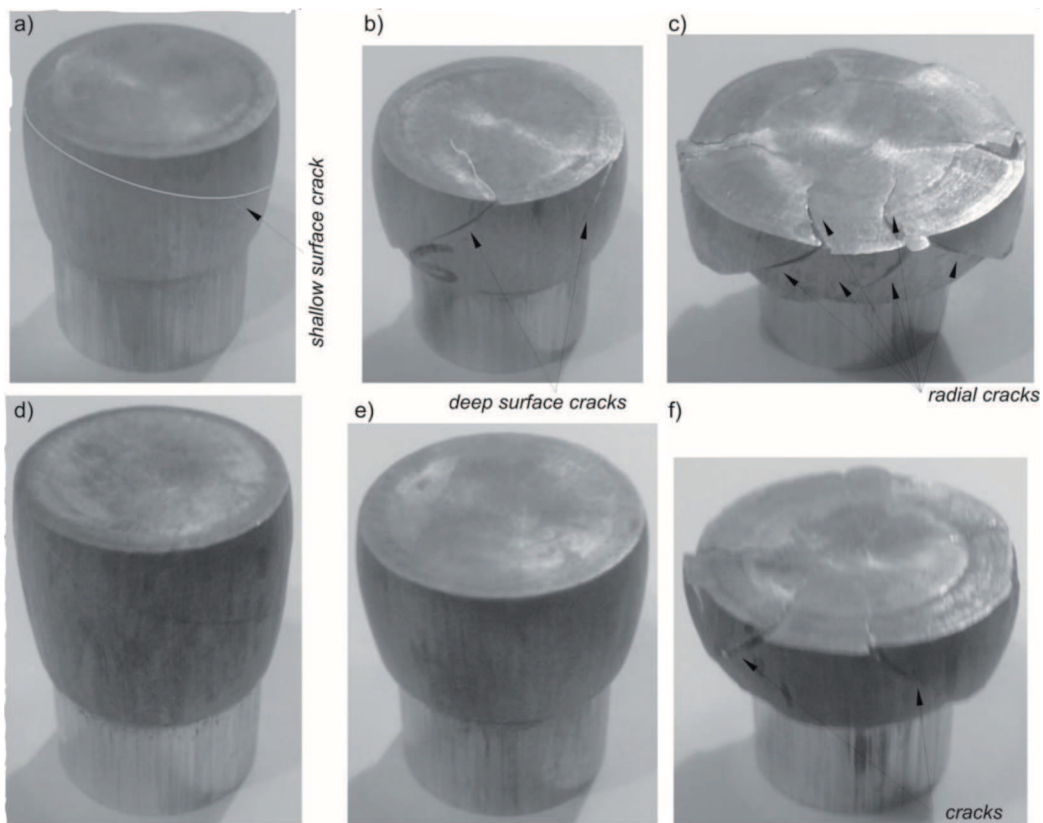 a)
b)
c)
shallow surface crack
deep surface cracks
radial cracks
d)
e)
f)
cracks